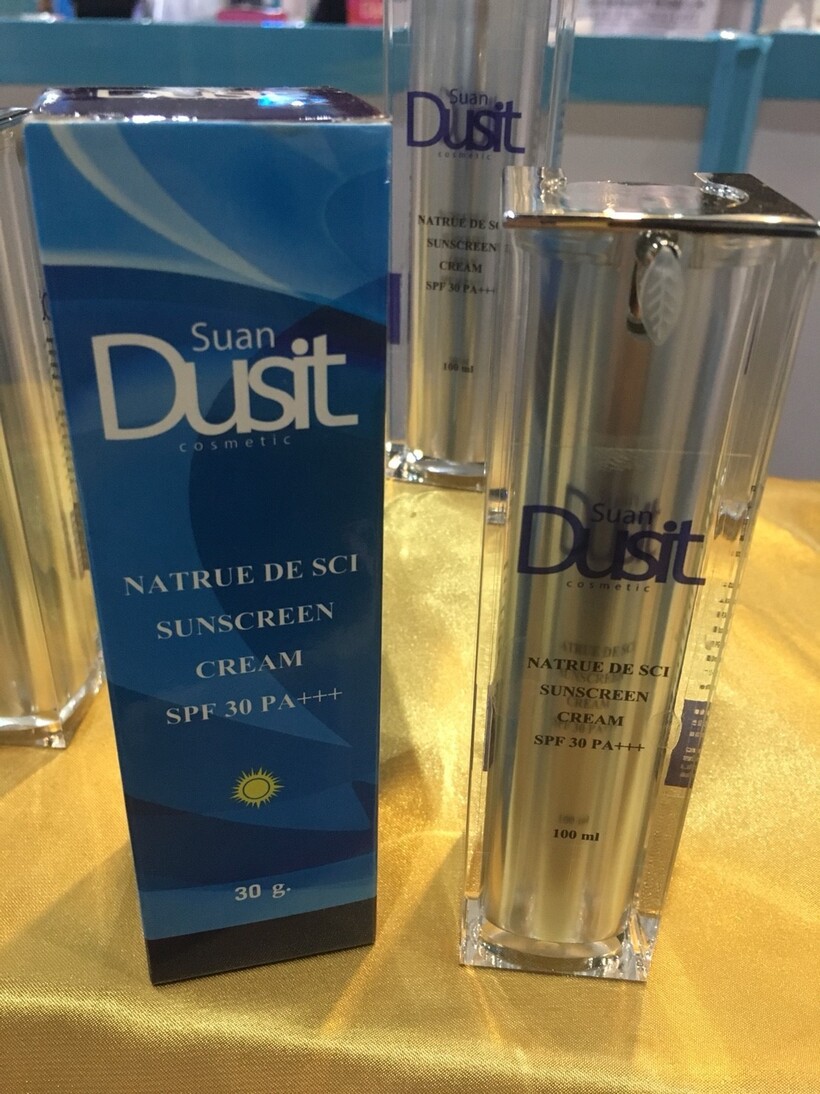 Suan
Dusit
cosmetic
NATRUE DE SCI
SUNSCREEN
CREAM
SPF 30 PA+++
30 g.
Suan
Dusit
cosmetic
NATRUE DE
SUNSCREEN
CREAM
SPF 30 PA+++
100 ml
Suan
Dusit
cosmetic
NATRUE DE SCI
SUNSCREEN
CREAM
SPF 30 PA+++
100 ml